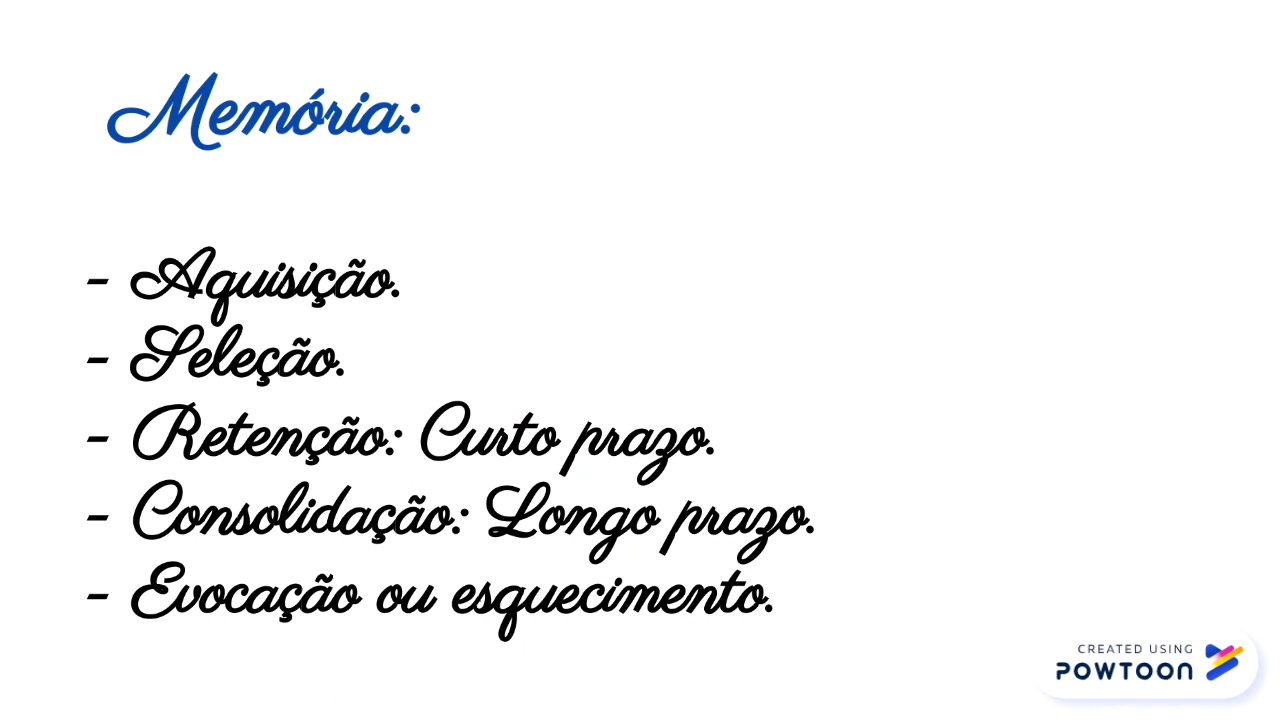 Memória:
- Aquisição.
- Seleção.
- Retenção: Curto prazo.
- Consolidação: Longo prazo.
- Evocação ou esquecimento.
CREATED USING
POWTOON